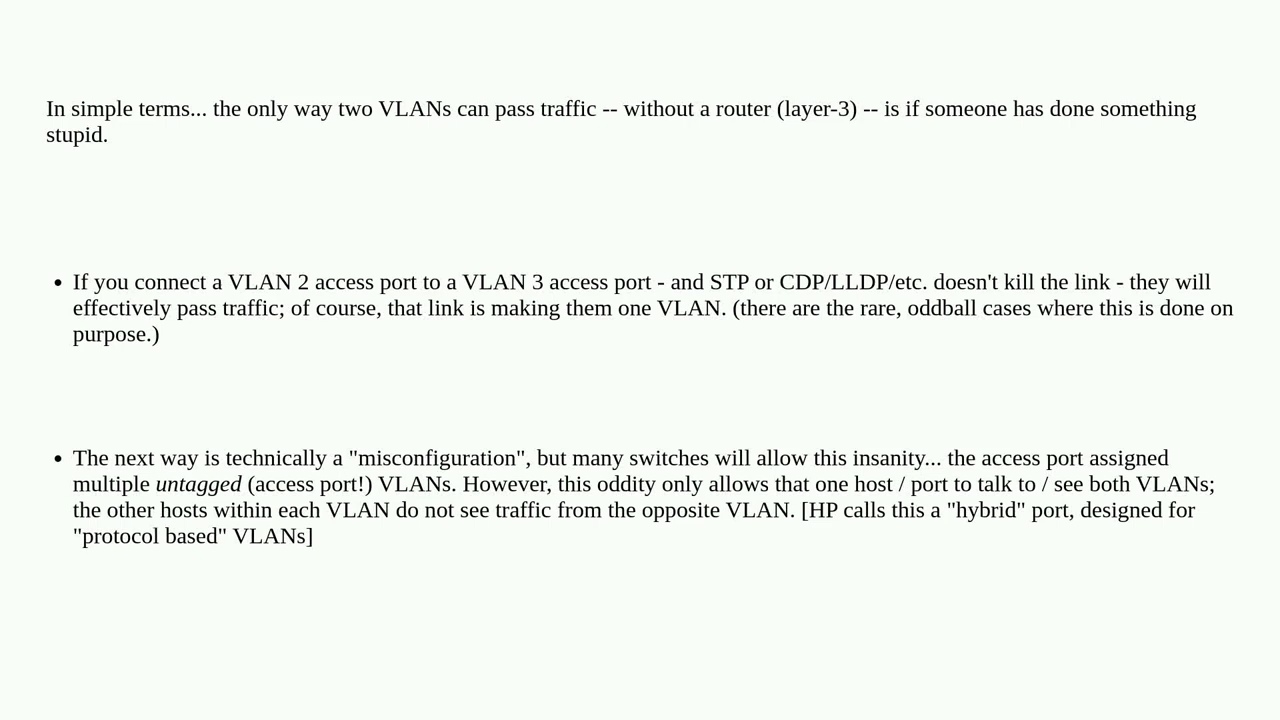 In simple terms... the only way two VLANs can pass traffic -- without a router (layer-3) -- is if someone has done something
stupid.
• If you connect a VLAN 2 access port to a VLAN 3 access port - and STP or CDP/LLDP/etc. doesn't kill the link - they will
effectively pass traffic; of course, that link is making them one VLAN. (there are the rare, oddball cases where this is done on
purpose.)
• The next way is technically a "misconfiguration", but many switches will allow this insanity... the access port assigned
multiple untagged (access port!) VLANs. However, this oddity only allows that one host / port to talk to / see both VLANs;
the other hosts within each VLAN do not see traffic from the opposite VLAN. [HP calls this a "hybrid" port, designed for
"protocol based" VLANs]